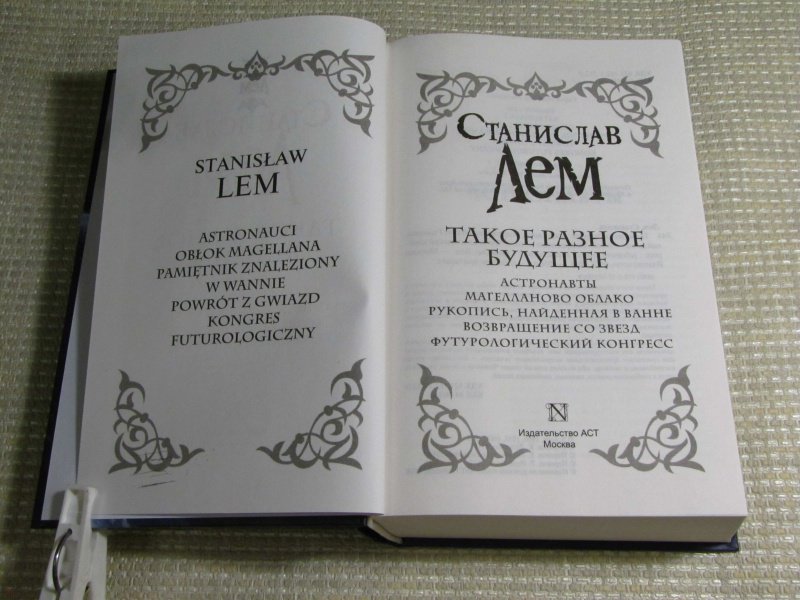 STANISŁAW
LEM
ASTRONAUCI
OBŁOK MAGELLANA
PAMIĘTNIK ZNALEZIONY
W WANNIE
POWRÓT Z GWIAZD
KONGRES
FUTUROLOGICZNY
СТАНИСЛАВ
ЛЕМ
ТАКОЕ РАЗНОЕ
БУДУЩЕЕ
АСТРОНАВТЫ
МАГЕЛЛАНОВО ОБЛАКО
РУКОПИСЬ, НАЙДЕННАЯ В ВАННЕ
ВОЗВРАЩЕНИЕ СО ЗВЕЗД
ФУТУРОЛОГИЧЕСКИЙ КОНГРЕСС
N
Издательство АСТ
Москва